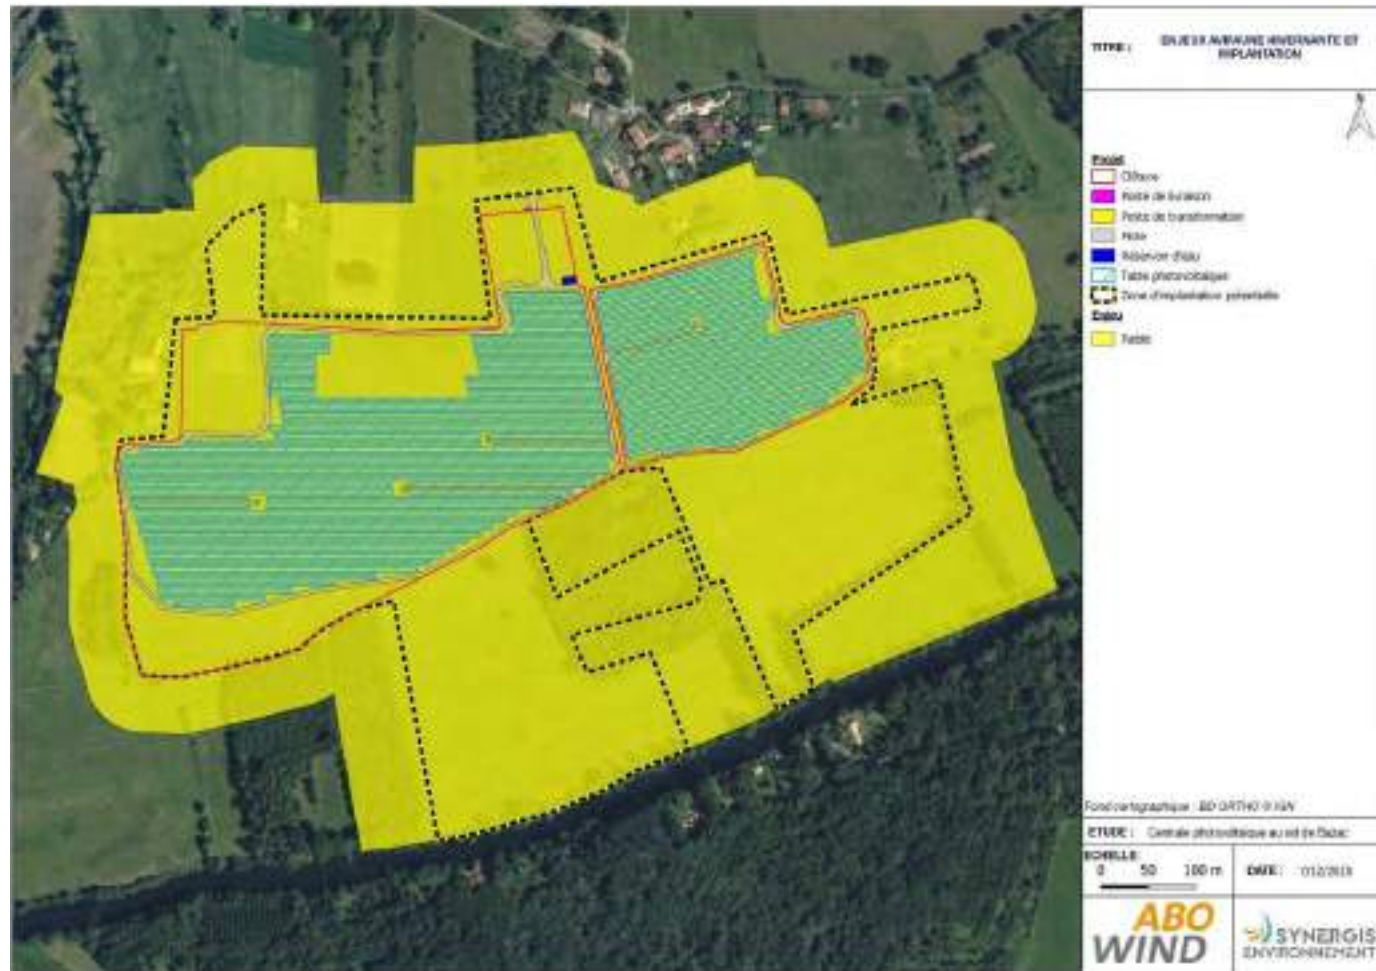 TITRE :
ENJEUX AVIFAUNE HIVERNANTE ET
IMPLANTATION
N
Projet
Clôture
Poste de livraison
Poste de transformation
Piste
Réservoir d'eau
Table photovoltaïque
Zone d'implantation potentielle
Enjeu
Faible
Fond cartographique : BD ORTHO ® IGN
ETUDE : Centrale photovoltaïque au sol de Bazac
ECHELLE
0 50 100 m
DATE :
ABO
WIND
SYNERGIS
ENVIRONNEMENT